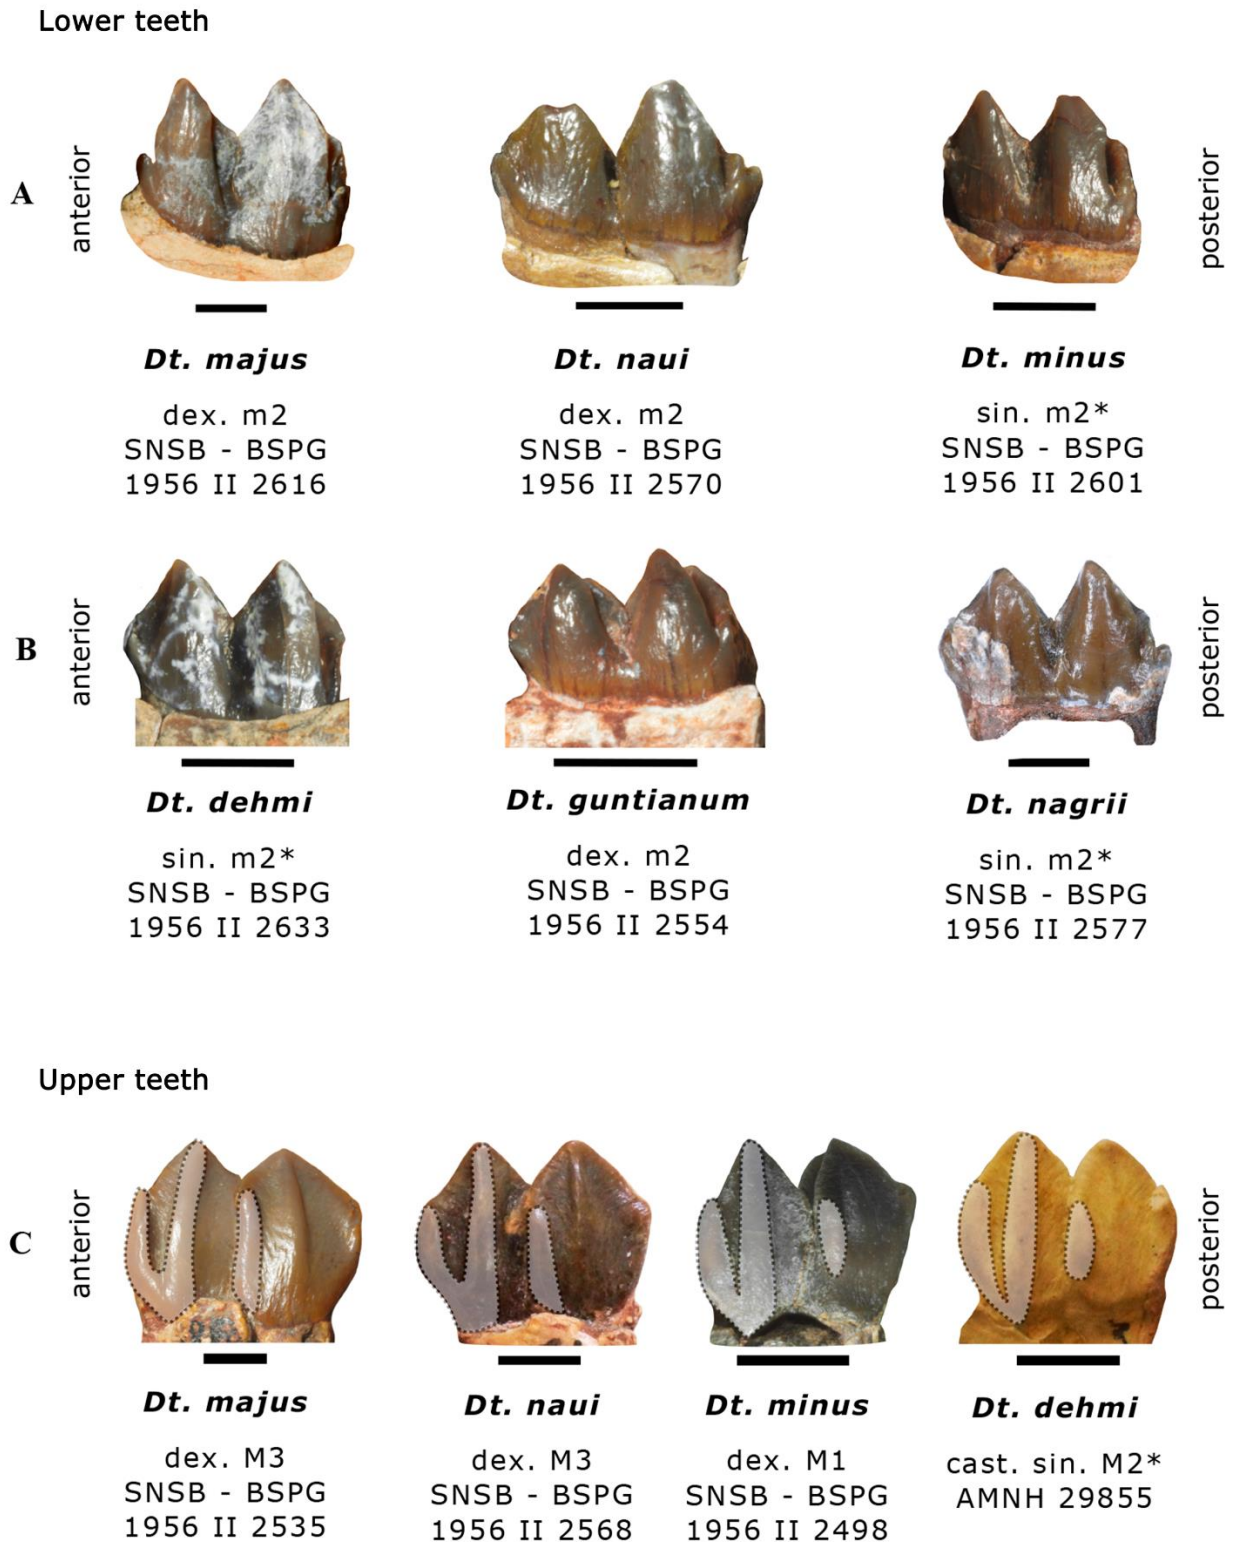 Lower teeth
A
anterior
posterior
Dt. majus
dex. m2
SNSB - BSPG
1956 II 2616
Dt. naui
dex. m2
SNSB - BSPG
1956 II 2570
Dt. minus
sin. m2*
SNSB - BSPG
1956 II 2601
B
anterior
posterior
Dt. dehmi
sin. m2*
SNSB - BSPG
1956 II 2633
Dt. guntianum
dex. m2
SNSB - BSPG
1956 II 2554
Dt. nagrii
sin. m2*
SNSB - BSPG
1956 II 2577
Upper teeth
C
anterior
posterior
Dt. majus
dex. M3
SNSB - BSPG
1956 II 2535
Dt. naui
dex. M3
SNSB - BSPG
1956 II 2568
Dt. minus
dex. M1
SNSB - BSPG
1956 II 2498
Dt. dehmi
cast. sin. M2*
AMNH 29855